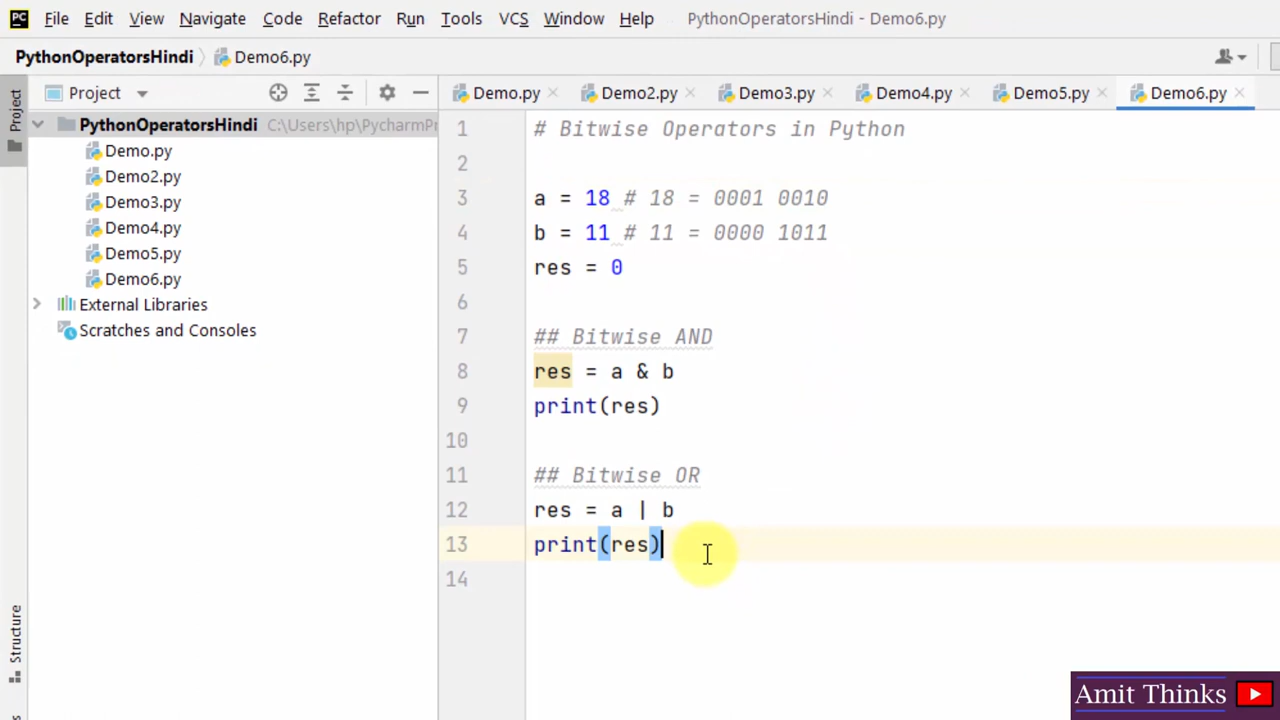 PC File Edit View Navigate Code Refactor Run Tools VCS Window Help PythonOperatorsHindi - Demo6.py
PythonOperatorsHindi Demo6.py
Project
Project
Demo.py Demo2.py Demo3.py Demo4.py Demo5.py Demo6.py
PythonOperatorsHindi C:\Users\hp\PycharmPr
Demo.py
Demo2.py
Demo3.py
Demo4.py
Demo5.py
Demo6.py
External Libraries
Scratches and Consoles
1 # Bitwise Operators in Python
2
3 a = 18 # 18 = 0001 0010
4 b = 11 # 11 = 0000 1011
5 res = 0
6
7 ## Bitwise AND
8 res = a & b
9 print(res)
10
11 ## Bitwise OR
12 res = a | b
13 print(res)
14
Structure
Amit Thinks